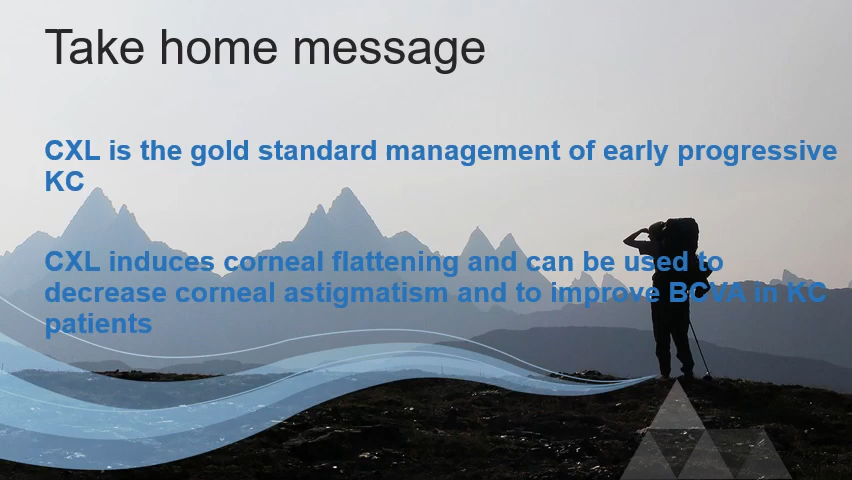 Take home message
CXL is the gold standard management of early progressive
KC
CXL induces corneal flattening and can be used to
decrease corneal astigmatism and to improve BCVA in KC
patients